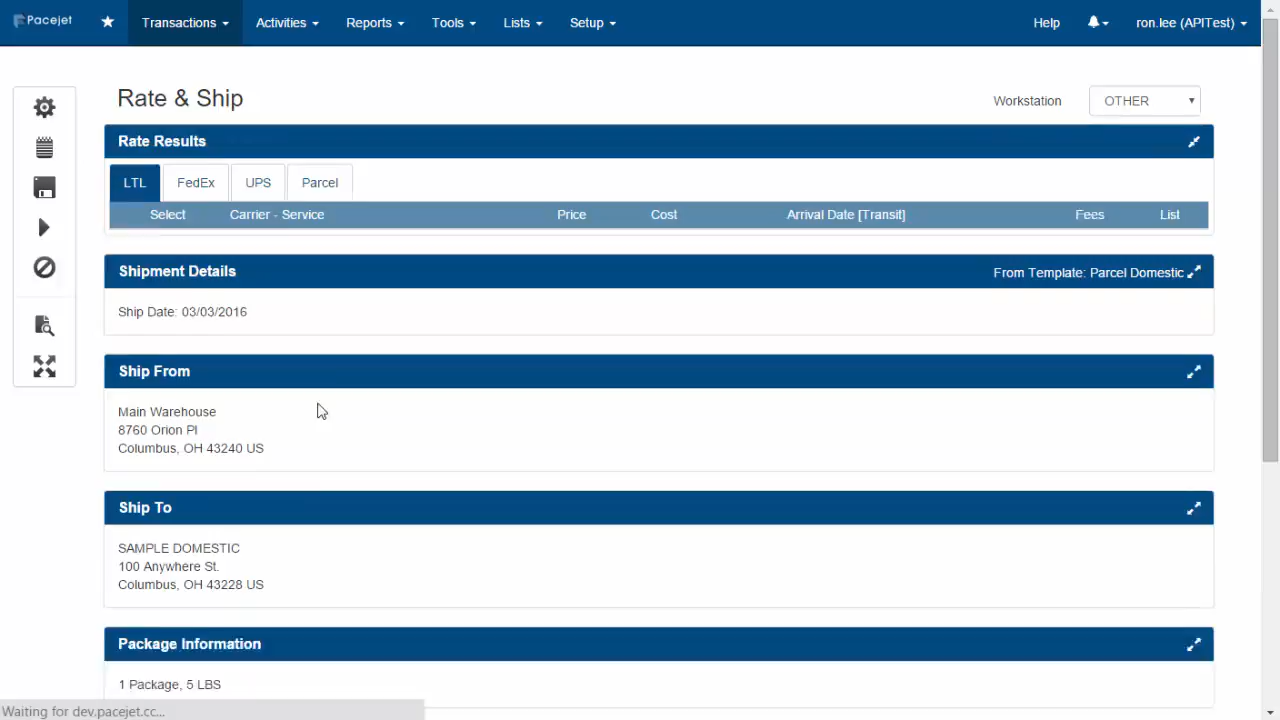 Pacejet ★ Transactions Activities Reports Tools Lists Setup Help ron.lee (APITest)
Rate & Ship
Workstation OTHER
Rate Results
LTL FedEx UPS Parcel
Select Carrier - Service Price Cost Arrival Date [Transit] Fees List
Shipment Details From Template: Parcel Domestic
Ship Date: 03/03/2016
Ship From
Main Warehouse
8760 Orion Pl
Columbus, OH 43240 US
Ship To
SAMPLE DOMESTIC
100 Anywhere St.
Columbus, OH 43228 US
Package Information
1 Package, 5 LBS
Waiting for dev.pacejet.cc...